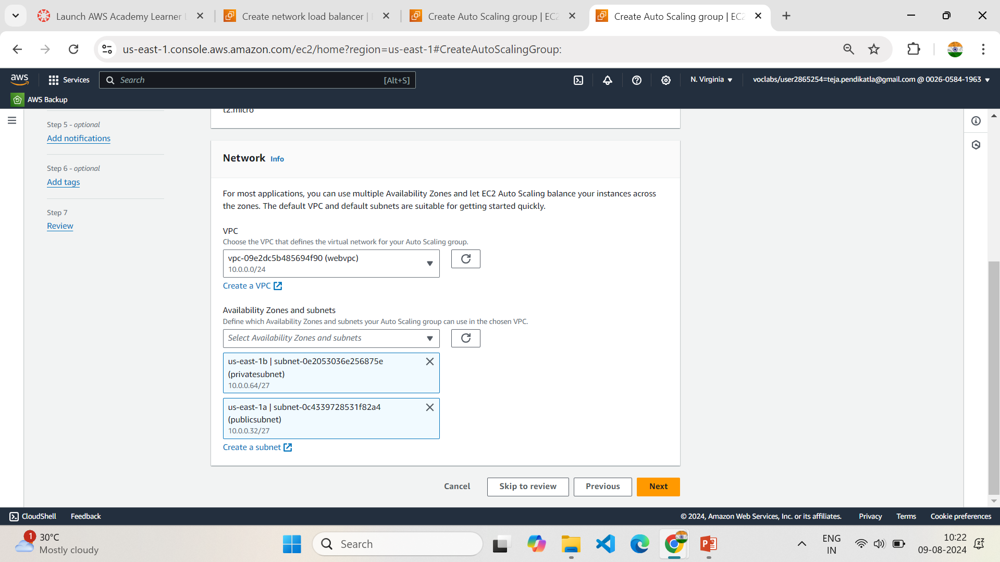 Launch AWS Academy Learner L
Create network load balancer | E
Create Auto Scaling group | EC2
Create Auto Scaling group | EC2
us-east-1.console.aws.amazon.com/ec2/home?region=us-east-1#CreateAutoScalingGroup:
aws
Services
Search
[Alt+S]
N. Virginia
voclabs/user2865254=teja.pendikatla@gmail.com @ 0026-0584-1963
AWS Backup
t2.micro
Step 5 - optional
Add notifications
Step 6 - optional
Add tags
Step 7
Review
Network Info
For most applications, you can use multiple Availability Zones and let EC2 Auto Scaling balance your instances across
the zones. The default VPC and default subnets are suitable for getting started quickly.
VPC
Choose the VPC that defines the virtual network for your Auto Scaling group.
vpc-09e2dc5b485694f90 (webvpc)
10.0.0.0/24
Create a VPC
Availability Zones and subnets
Define which Availability Zones and subnets your Auto Scaling group can use in the chosen VPC.
Select Availability Zones and subnets
us-east-1b | subnet-0e2053036e256875e
(privatesubnet)
10.0.0.64/27
us-east-1a | subnet-0c4339728531f82a4
(publicsubnet)
10.0.0.32/27
Create a subnet
Cancel
Skip to review
Previous
Next
CloudShell
Feedback
© 2024, Amazon Web Services, Inc. or its affiliates.
Privacy
Terms
Cookie preferences
1
30°C
Mostly cloudy
Search
ENG
IN
10:22
09-08-2024